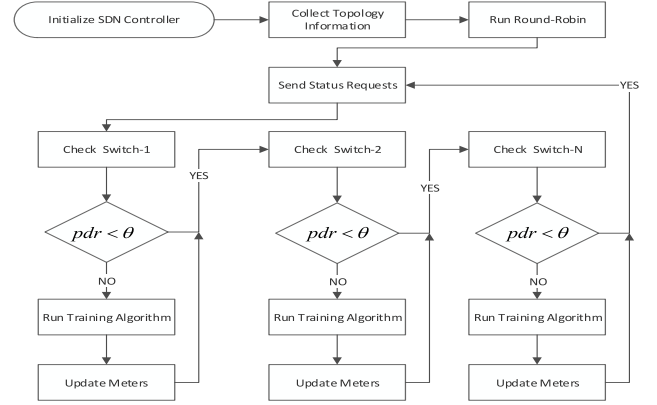 Initialize SDN Controller
Collect Topology
Information
Run Round-Robin
Send Status Requests
YES
Check Switch-1
Check Switch-2
Check Switch-N
YES
YES
pdr < θ
pdr < θ
pdr < θ
NO
NO
NO
Run Training Algorithm
Run Training Algorithm
Run Training Algorithm
Update Meters
Update Meters
Update Meters